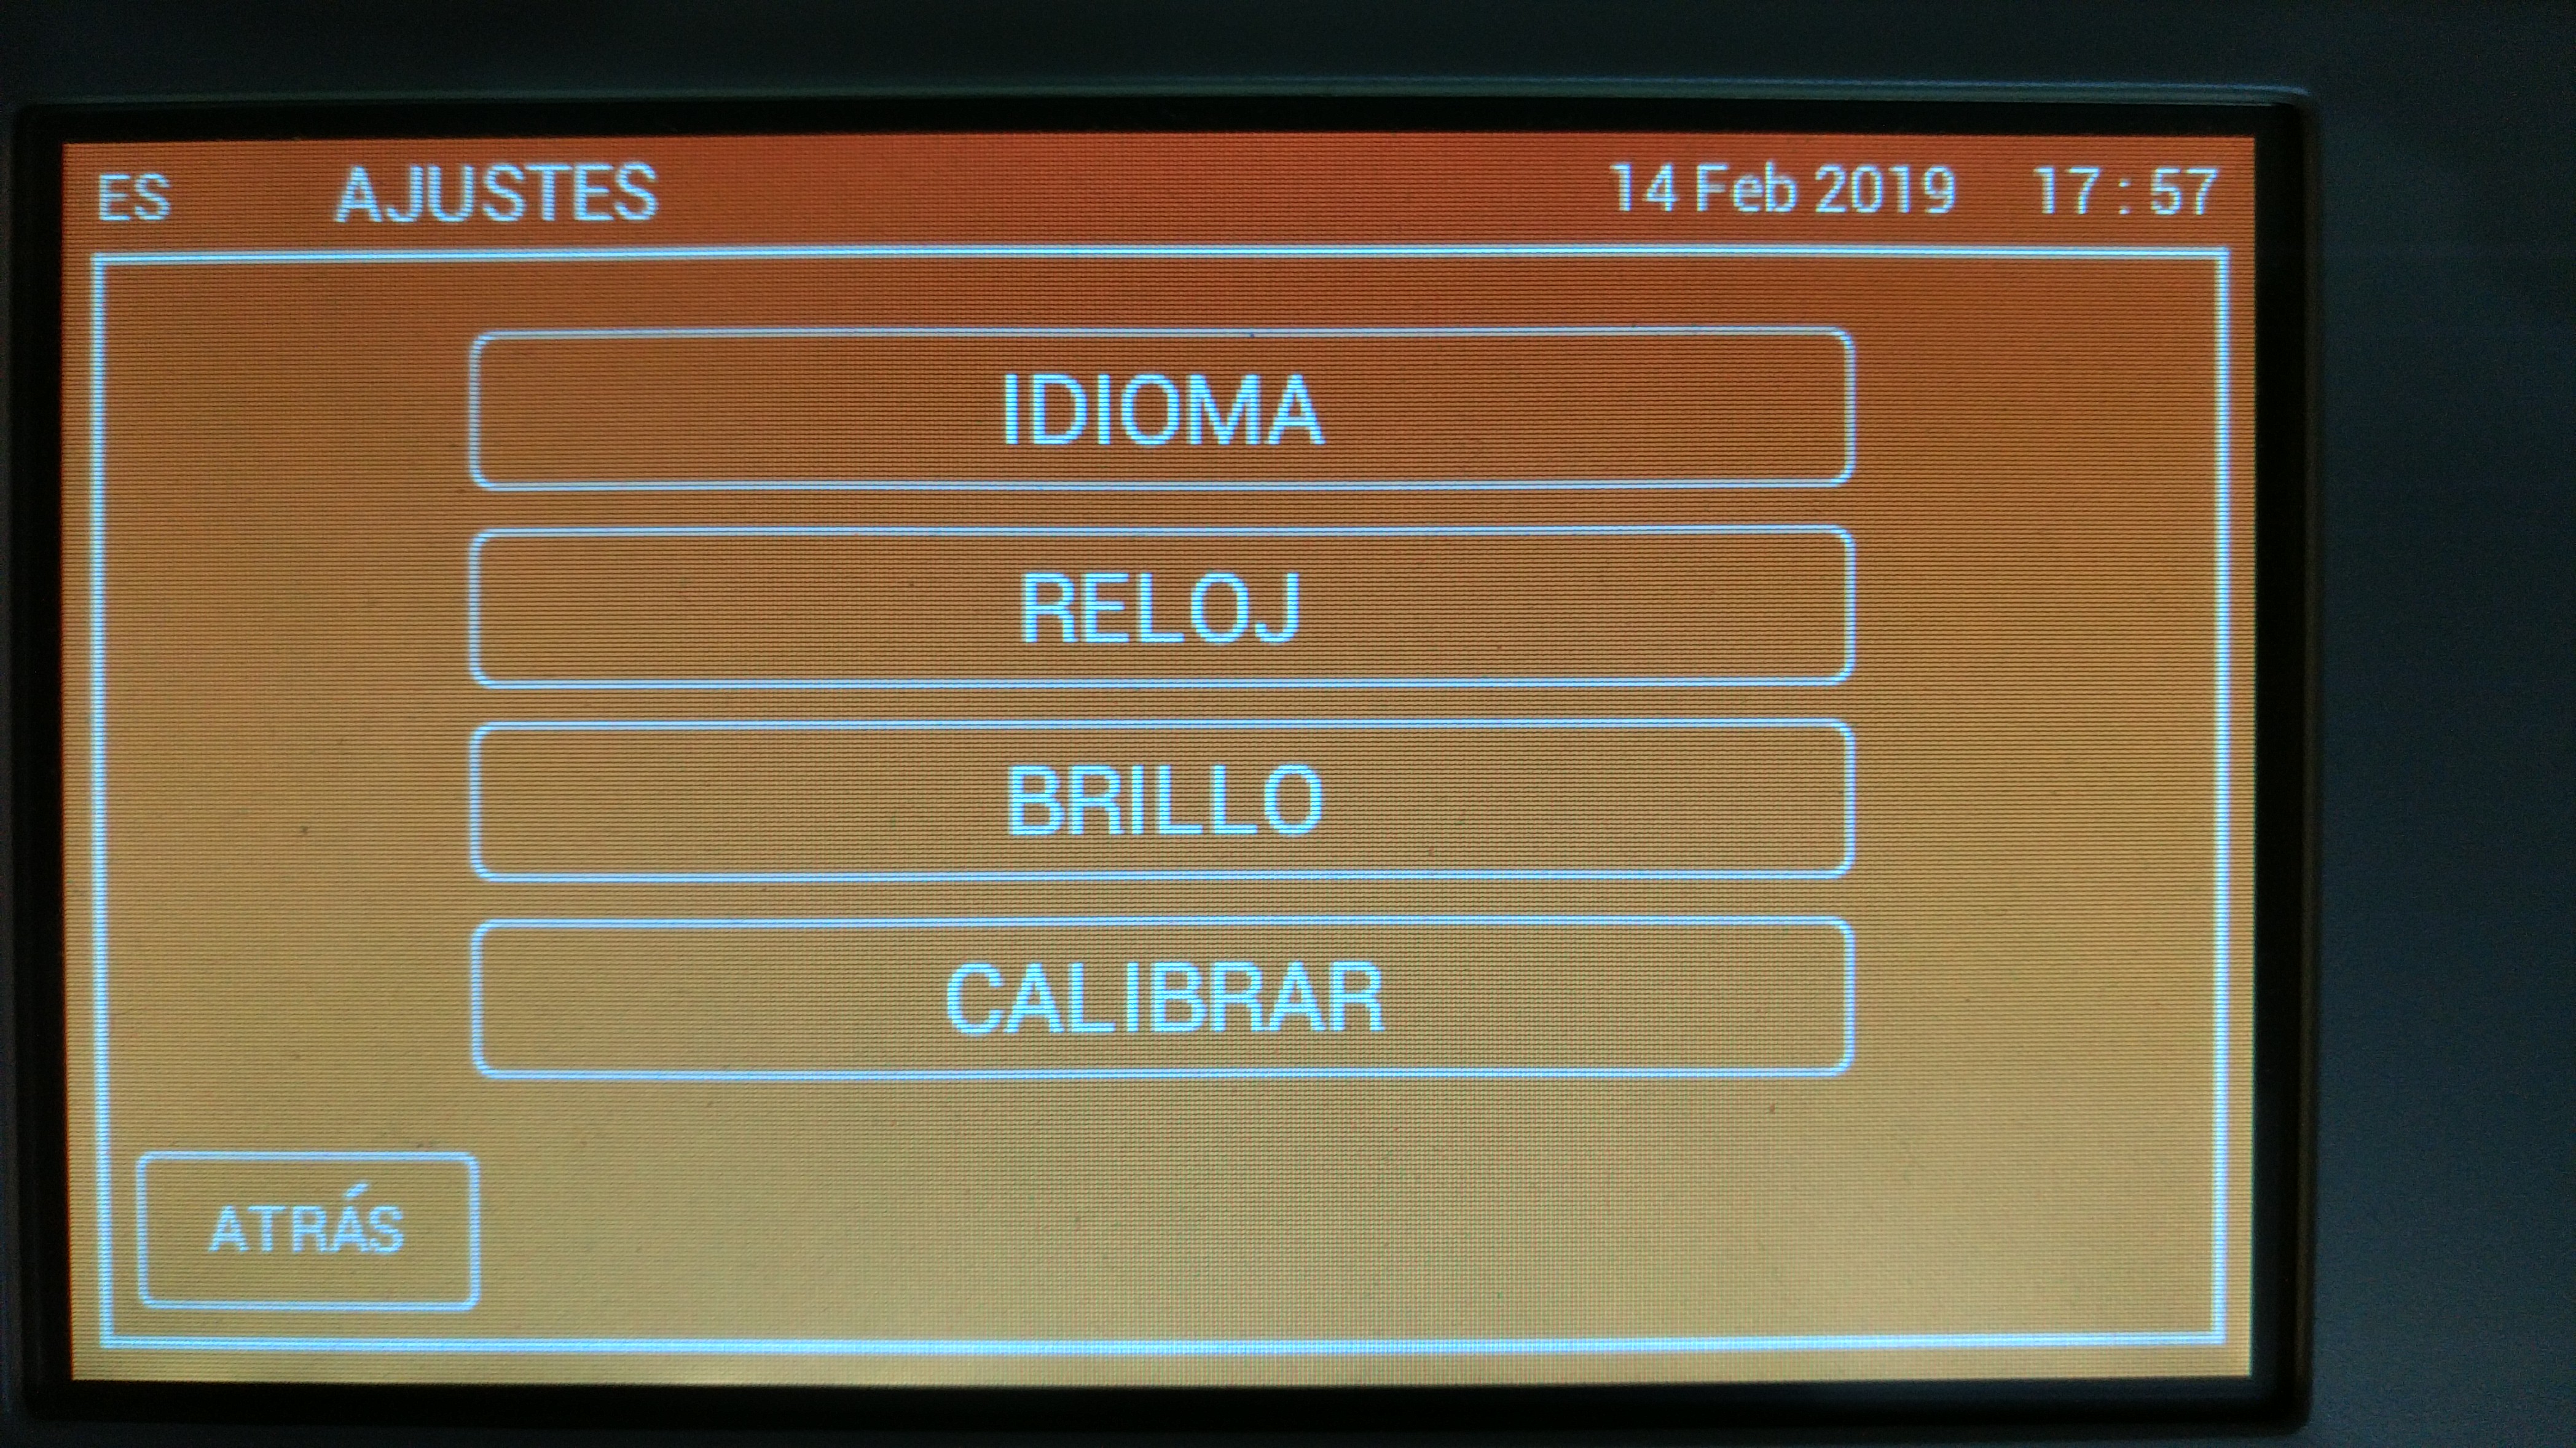 ES AJUSTES 14 Feb 2019 17 : 57
IDIOMA
RELOJ
BRILLO
CALIBRAR
ATRÁS